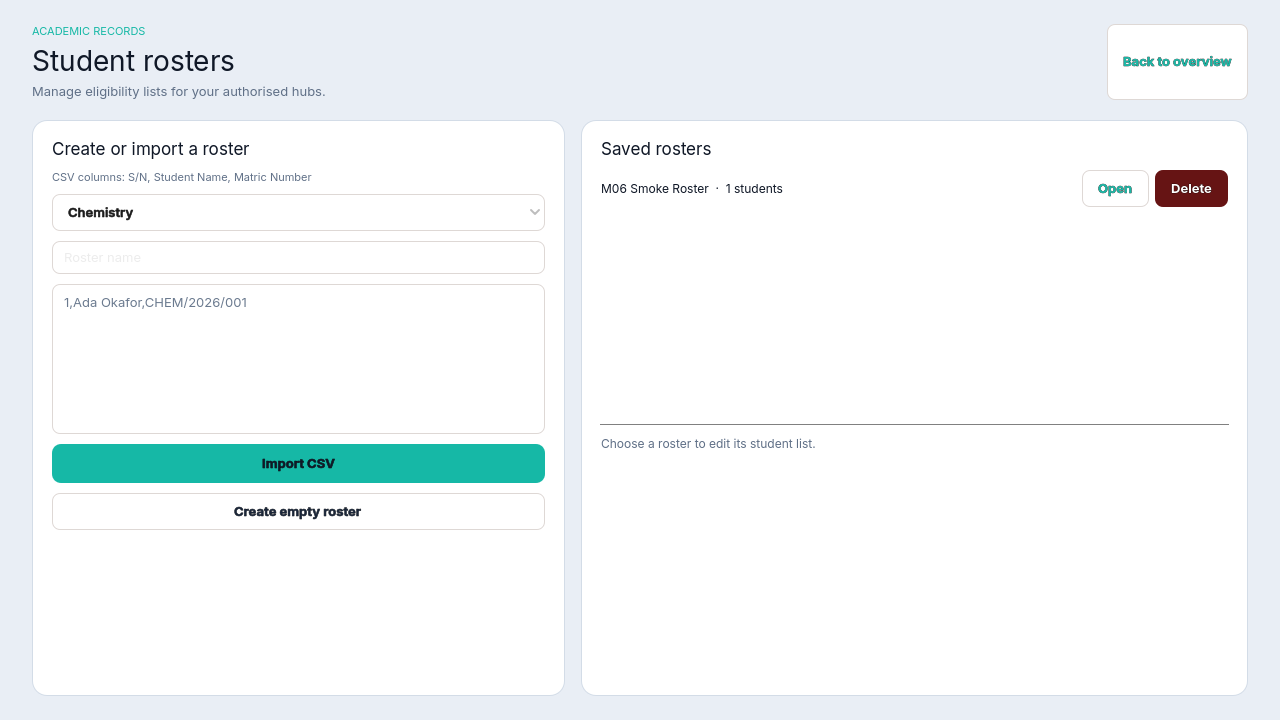 ACADEMIC RECORDS
Student rosters
Manage eligibility lists for your authorised hubs.
Back to overview
Create or import a roster
CSV columns: S/N, Student Name, Matric Number
Chemistry
Roster name
1,Ada Okafor,CHEM/2026/001
Import CSV
Create empty roster
Saved rosters
M06 Smoke Roster · 1 students
Open
Delete
Choose a roster to edit its student list.